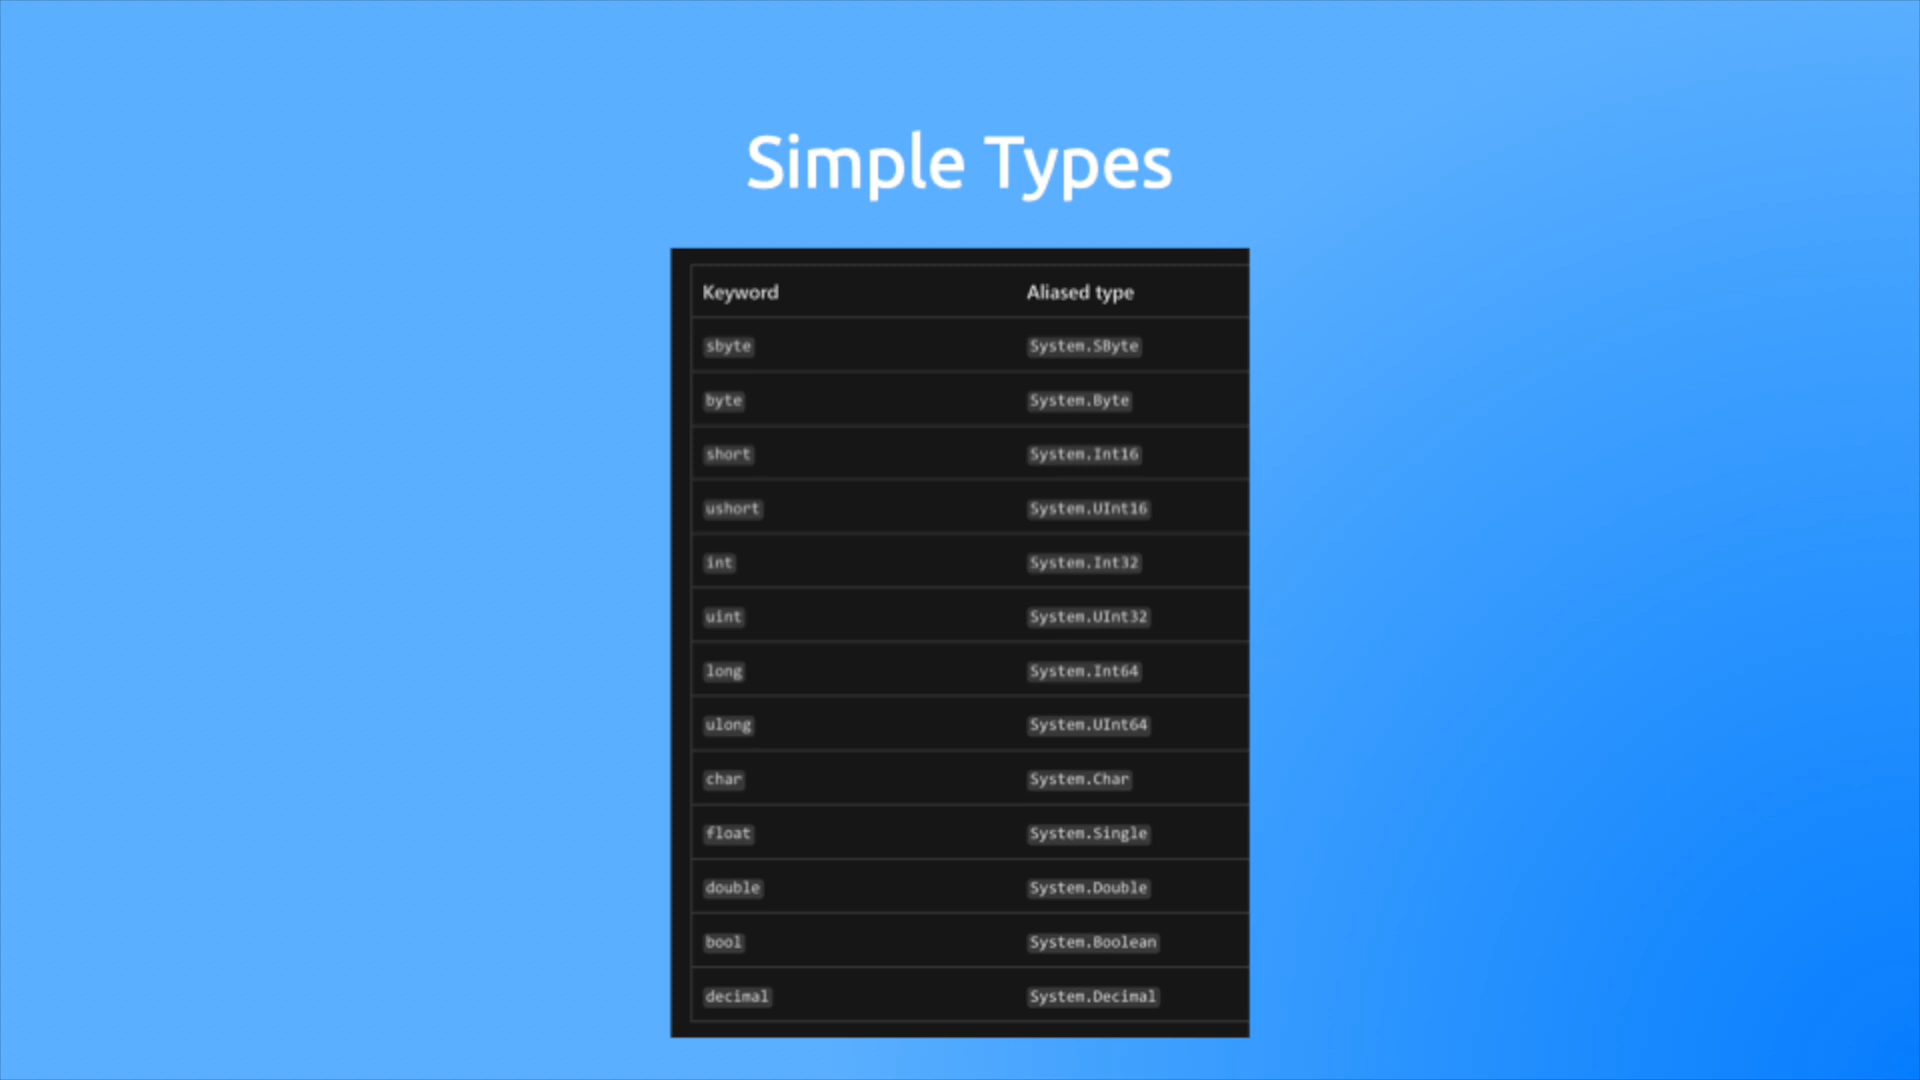 Simple Types
Keyword Aliased type
sbyte System.SByte
byte System.Byte
short System.Int16
ushort System.UInt16
int System.Int32
uint System.UInt32
long System.Int64
ulong System.UInt64
char System.Char
float System.Single
double System.Double
bool System.Boolean
decimal System.Decimal